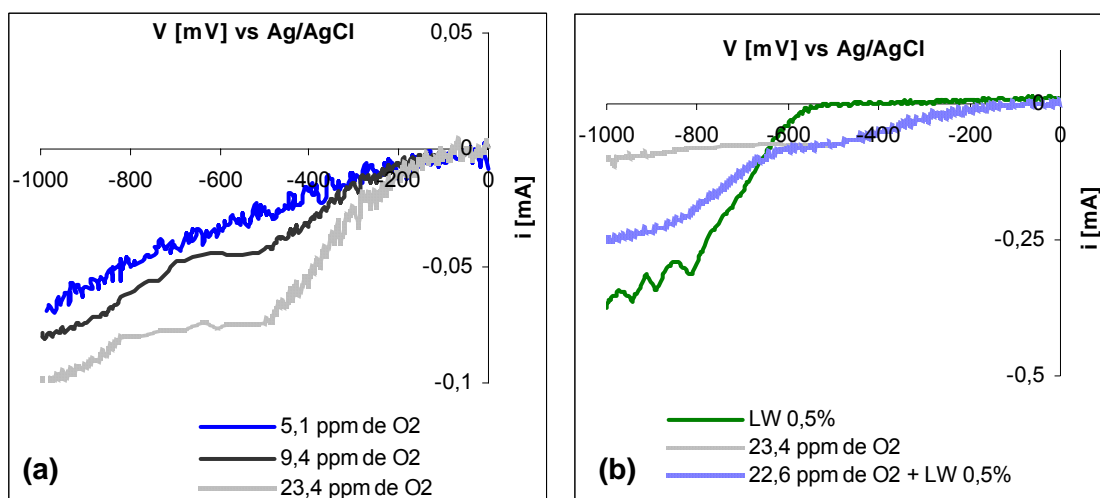 V [mV] vs Ag/AgCl
0,05
-1000
-800
-600
-400
-200
0
0
i [mA]
-0,05
-0,1
5,1 ppm de O2
9,4 ppm de O2
23,4 ppm de O2
(a)
V [mV] vs Ag/AgCl
0
-1000
-800
-600
-400
-200
0
i [mA]
-0,25
-0,5
LW 0,5%
23,4 ppm de O2
22,6 ppm de O2 + LW 0,5%
(b)